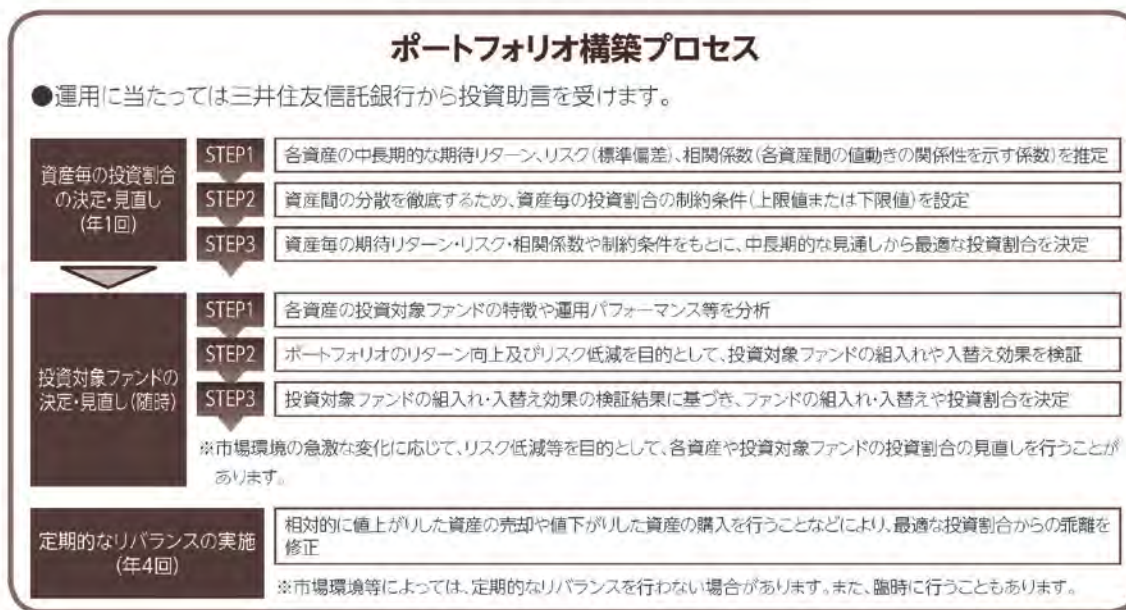 ポートフォリオ構築プロセス
●運用に当たっては三井住友信託銀行から投資助言を受けます。
資産毎の投資割合
の決定・見直し
(年1回)
STEP1
各資産の中長期的な期待リターン、リスク(標準偏差)、相関係数(各資産間の値動きの関係性を示す係数)を推定
STEP2
資産間の分散を徹底するため、資産毎の投資割合の制約条件(上限値または下限値)を設定
STEP3
資産毎の期待リターン・リスク・相関係数や制約条件をもとに、中長期的な見通しから最適な投資割合を決定
投資対象ファンドの
決定・見直し(随時)
STEP1
各資産の投資対象ファンドの特徴や運用パフォーマンス等を分析
STEP2
ポートフォリオのリターン向上及びリスク低減を目的として、投資対象ファンドの組入れや入替え効果を検証
STEP3
投資対象ファンドの組入れ・入替え効果の検証結果に基づき、ファンドの組入れ・入替えや投資割合を決定
※市場環境の急激な変化に応じて、リスク低減等を目的として、各資産や投資対象ファンドの投資割合の見直しを行うことが
あります。
定期的なリバランスの実施
(年4回)
相対的に値上がりした資産の売却や値下がりした資産の購入を行うことなどにより、最適な投資割合からの乖離を
修正
※市場環境等によっては、定期的なリバランスを行わない場合があります。また、臨時に行うこともあります。